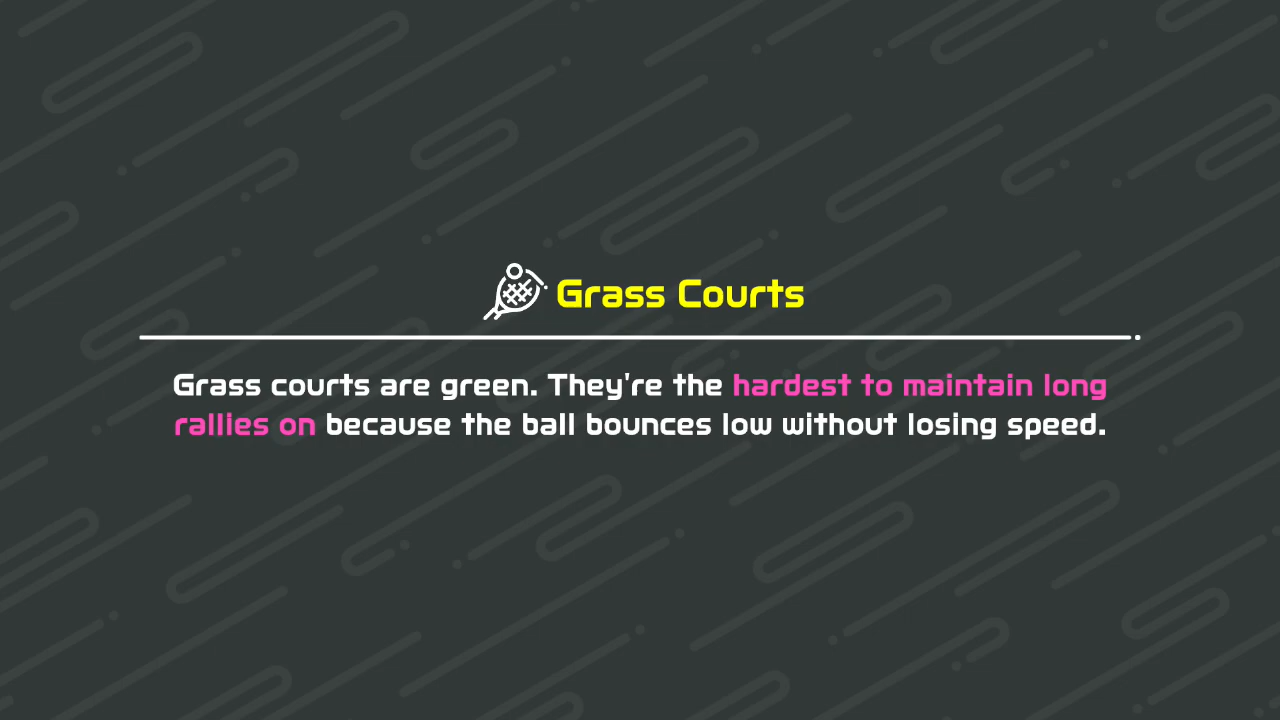 Grass Courts
Grass courts are green. They're the hardest to maintain long
rallies on because the ball bounces low without losing speed.